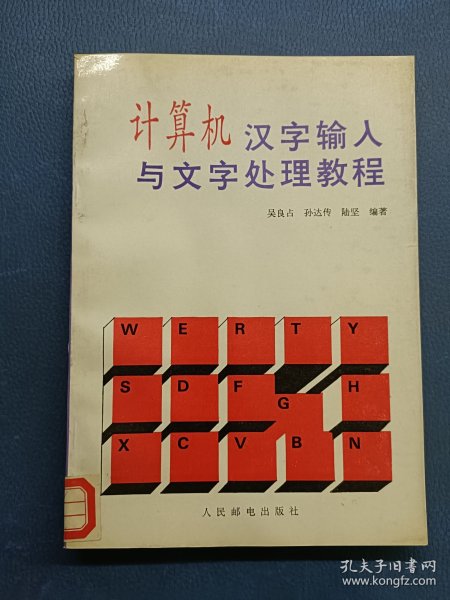 计算机 汉字输入
与文字处理教程
吴良占 孙达传 陆坚 编著
W E R T Y
S D F G H
X C V B N
人民邮电出版社
孔夫子旧书网
www.kongfz.com